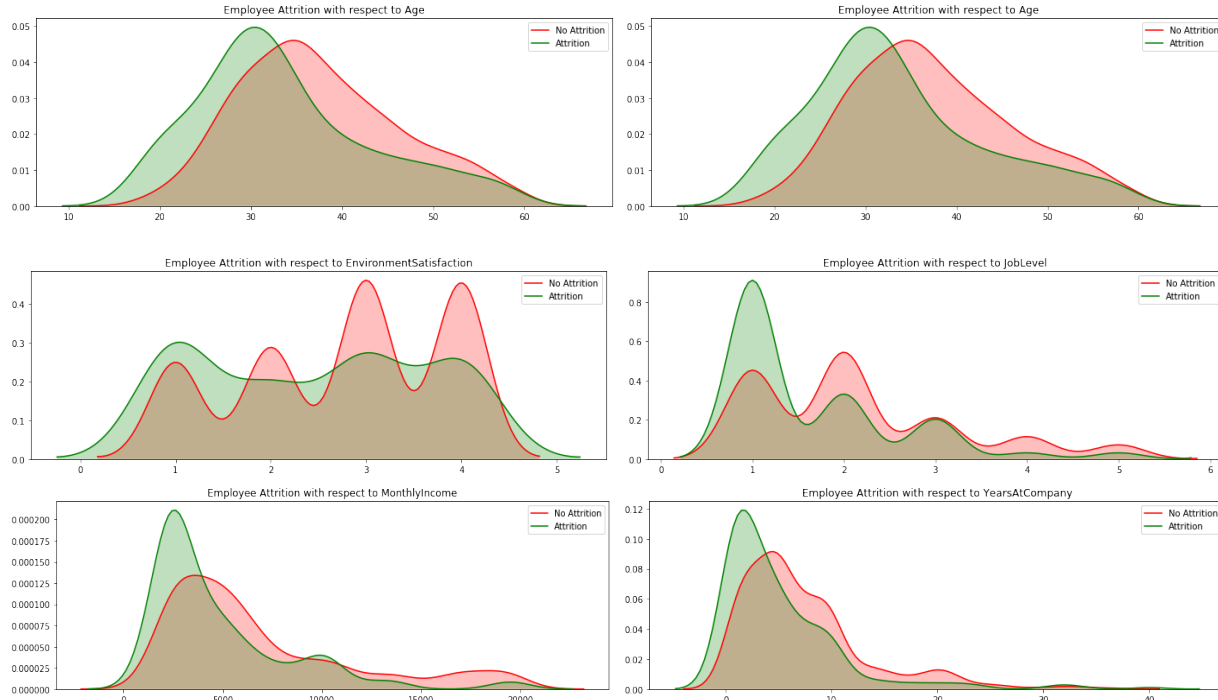 Employee Attrition with respect to Age
0.05
0.04
0.03
0.02
0.01
0.00
10 20 30 40 50 60
No Attrition
Attrition
Employee Attrition with respect to Age
0.05
0.04
0.03
0.02
0.01
0.00
10 20 30 40 50 60
No Attrition
Attrition
Employee Attrition with respect to EnvironmentSatisfaction
0.4
0.3
0.2
0.1
0.0
0 1 2 3 4 5
No Attrition
Attrition
Employee Attrition with respect to JobLevel
0.8
0.6
0.4
0.2
0.0
0 1 2 3 4 5 6
No Attrition
Attrition
Employee Attrition with respect to MonthlyIncome
0.000200
0.000175
0.000150
0.000125
0.000100
0.000075
0.000050
0.000025
0.000000
0 5000 10000 15000
No Attrition
Attrition
Employee Attrition with respect to YearsAtCompany
0.12
0.10
0.08
0.06
0.04
0.02
0.00
10
No Attrition
Attrition